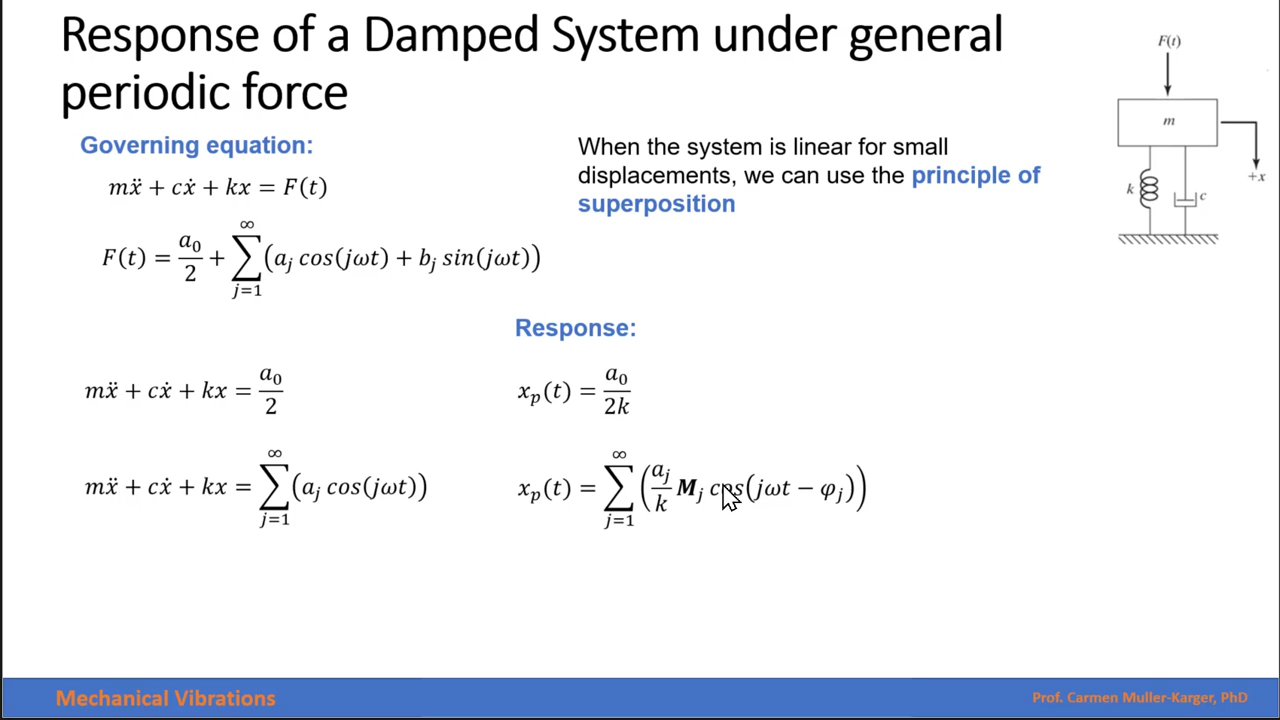 Response of a Damped System under general
periodic force
Governing equation:
mẍ + cẋ + kx = F(t)
F(t) = a₀/2 + ∑_{j=1}^{∞} (aⱼ cos(jωt) + bⱼ sin(jωt))
When the system is linear for small
displacements, we can use the principle of
superposition
F(t)
m
k
c
+x
Response:
mẍ + cẋ + kx = a₀/2
xₚ(t) = a₀/2k
mẍ + cẋ + kx = ∑_{j=1}^{∞} (aⱼ cos(jωt))
xₚ(t) = ∑_{j=1}^{∞} (aⱼ/k Mⱼ cos(jωt − φⱼ))
Mechanical Vibrations
Prof. Carmen Muller-Karger, PhD